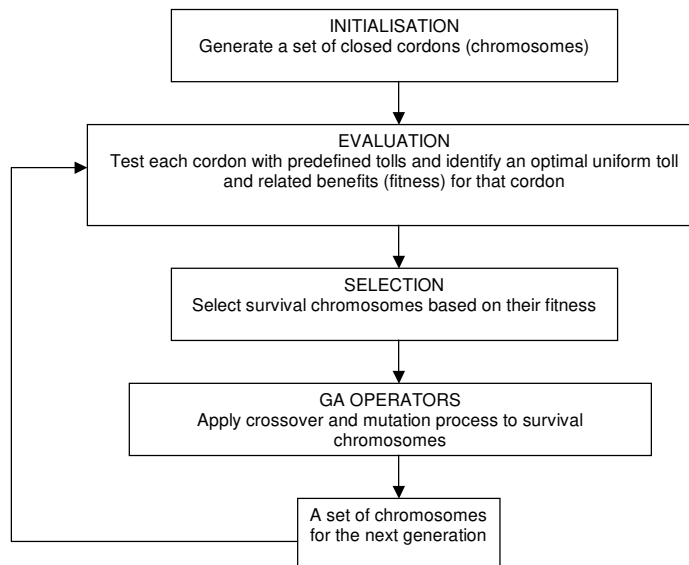 INITIALISATION
Generate a set of closed cordons (chromosomes)
EVALUATION
Test each cordon with predefined tolls and identify an optimal uniform toll
and related benefits (fitness) for that cordon
SELECTION
Select survival chromosomes based on their fitness
GA OPERATORS
Apply crossover and mutation process to survival
chromosomes
A set of chromosomes
for the next generation